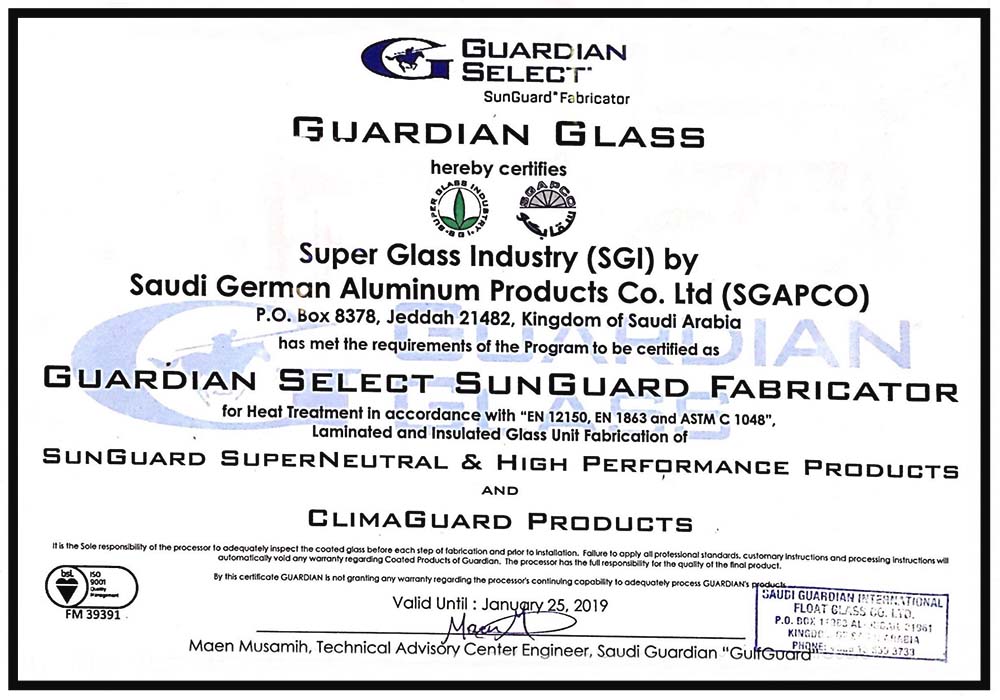 GUARDIAN
SELECT™
SunGuard® Fabricator
GUARDIAN GLASS
hereby certifies
SUPER GLASS INDUSTRY · SGI ·
SGAPCO
سقابكو
Super Glass Industry (SGI) by
Saudi German Aluminum Products Co. Ltd (SGAPCO)
P.O. Box 8378, Jeddah 21482, Kingdom of Saudi Arabia
GUARDIAN
GLASS
has met the requirements of the Program to be certified as
GUARDIAN SELECT SUNGUARD FABRICATOR
for Heat Treatment in accordance with "EN 12150, EN 1863 and ASTM C 1048",
Laminated and Insulated Glass Unit Fabrication of
SUNGUARD SUPERNEUTRAL & HIGH PERFORMANCE PRODUCTS
AND
CLIMAGUARD PRODUCTS
It is the Sole responsibility of the processor to adequately inspect the coated glass before each step of fabrication and prior to installation. Failure to apply all professional standards, customary instructions and processing instructions will
automatically void any warranty regarding Coated Products of Guardian. The processor has the full responsibility for the quality of the final product.
By this certificate GUARDIAN is not granting any warranty regarding the processor's continuing capability to adequately process GUARDIAN's products.
bsi.
ISO
9001
Quality
Management
FM 39391
Valid Until : January 25, 2019
Maen M
Maen Musamih, Technical Advisory Center Engineer, Saudi Guardian "GulfGuard"
SAUDI GUARDIAN INTERNATIONAL
FLOAT GLASS CO. LTD.
P.O. BOX
31961
PHONE:
3733